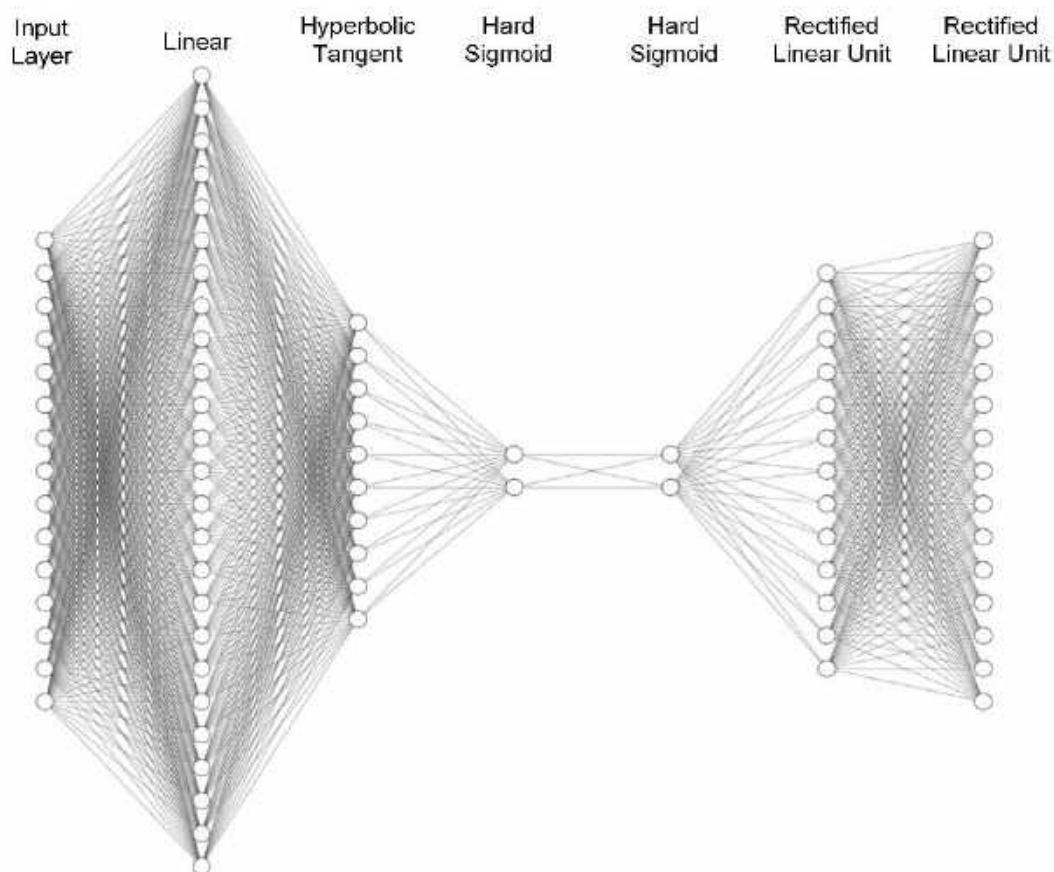 Input
Layer
Linear
Hyperbolic
Tangent
Hard
Sigmoid
Hard
Sigmoid
Rectified
Linear Unit
Rectified
Linear Unit